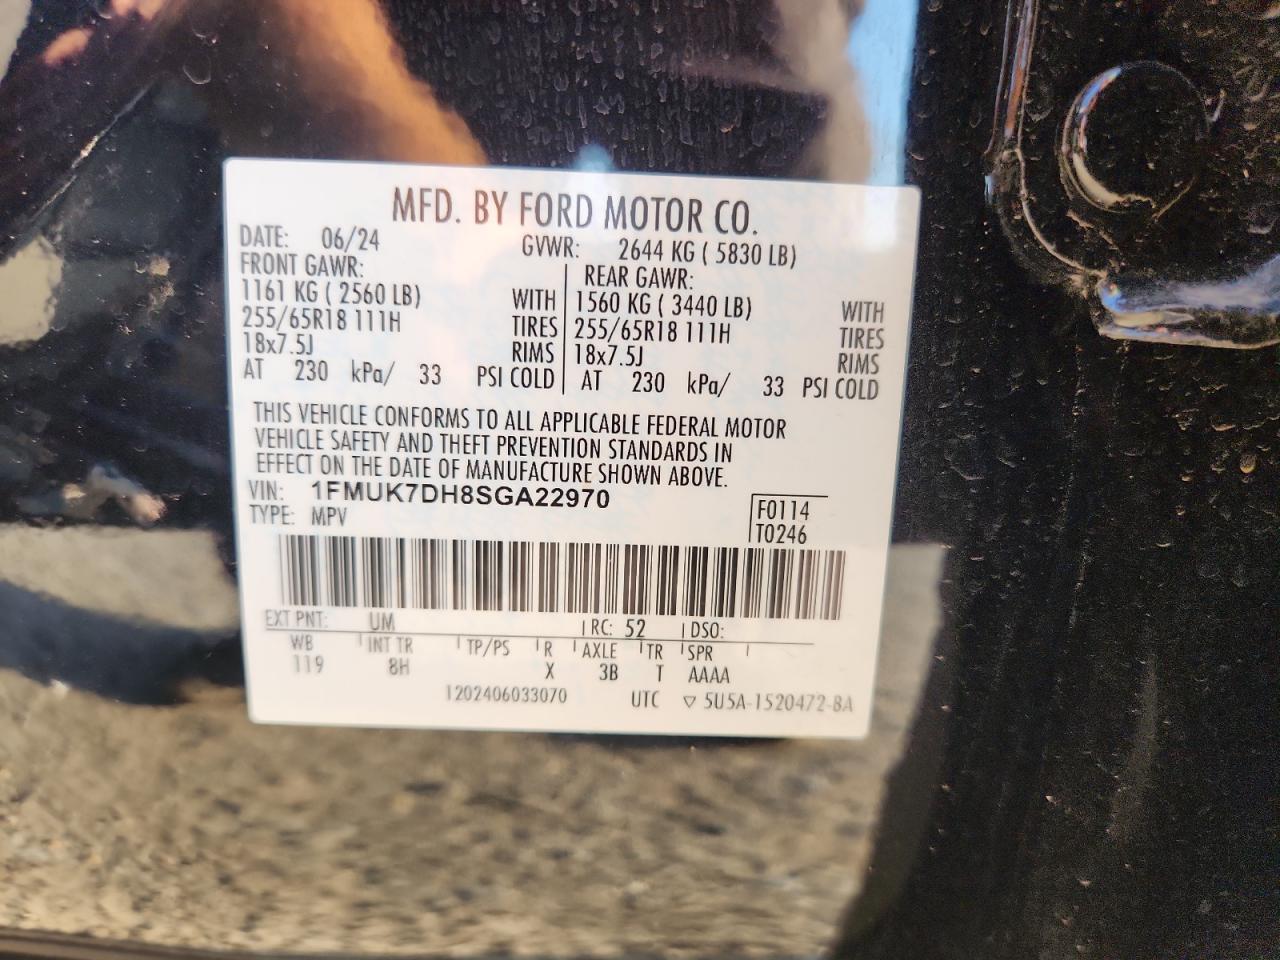 MFD. BY FORD MOTOR CO.
DATE: 06/24 GVWR: 2644 KG ( 5830 LB)
FRONT GAWR: REAR GAWR:
1161 KG ( 2560 LB) WITH 1560 KG ( 3440 LB) WITH
255/65R18 111H TIRES 255/65R18 111H TIRES
18x7.5J RIMS 18x7.5J RIMS
AT 230 kPa/ 33 PSI COLD AT 230 kPa/ 33 PSI COLD
THIS VEHICLE CONFORMS TO ALL APPLICABLE FEDERAL MOTOR
VEHICLE SAFETY AND THEFT PREVENTION STANDARDS IN
EFFECT ON THE DATE OF MANUFACTURE SHOWN ABOVE.
VIN: 1FMUK7DH8SGA22970 F0114
TYPE: MPV T0246
EXT PNT: UM RC: 52 DSO:
WB INT TR TP/PS R AXLE TR SPR
119 8H X 3B T AAAA
1202406033070 UTC ▽ 5U5A-1520472-BA